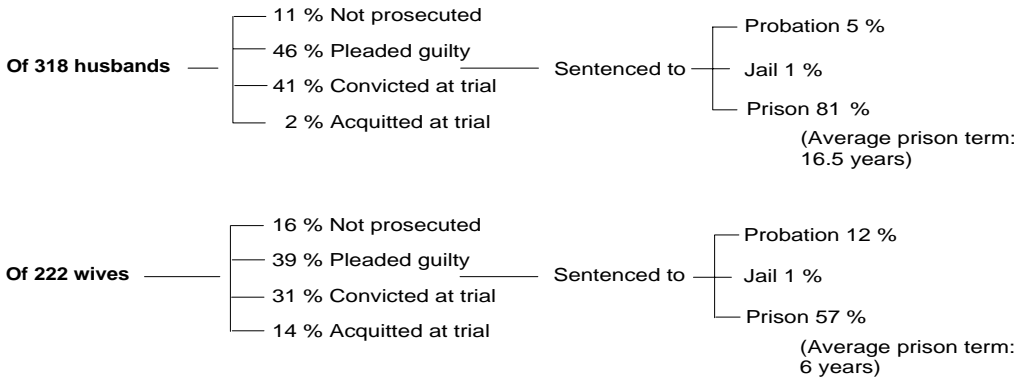 11 % Not prosecuted
46 % Pleaded guilty
Of 318 husbands
41 % Convicted at trial
2 % Acquitted at trial
Sentenced to
Probation 5 %
Jail 1 %
Prison 81 %
(Average prison term:
16.5 years)
16 % Not prosecuted
39 % Pleaded guilty
Of 222 wives
31 % Convicted at trial
14 % Acquitted at trial
Sentenced to
Probation 12 %
Jail 1 %
Prison 57 %
(Average prison term:
6 years)